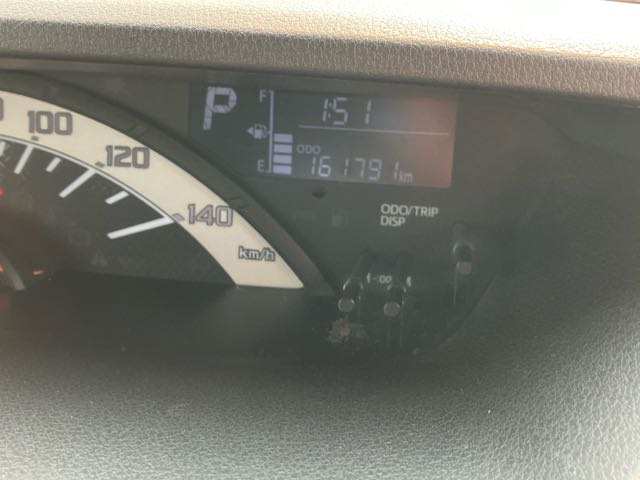 100
120
140
km/h
P
F
1:51
E
ODO
161791 km
ODO/TRIP
DISP